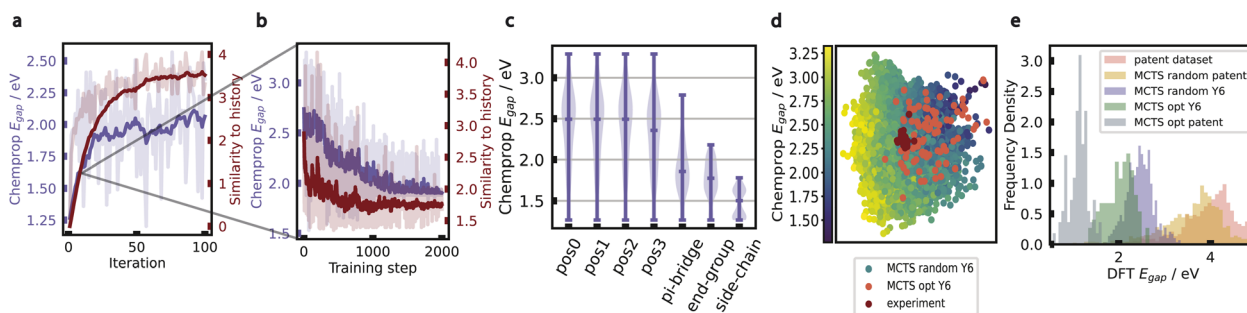 a
b
c
d
e
Chemprop E_gap / eV
2.50
2.25
2.00
1.75
1.50
1.25
0
50
100
Iteration
4
3
2
1
0
Similarity to history
Chemprop E_gap / eV
3.0
2.5
2.0
1.5
0
1000
2000
Training step
4.0
3.5
3.0
2.5
2.0
1.5
Similarity to history
Chemprop E_gap / eV
3.0
2.5
2.0
1.5
pos0
pos1
pos2
pos3
pi-bridge
end-group
side-chain
Chemprop E_gap / eV
3.25
3.00
2.75
2.50
2.25
2.00
1.75
1.50
MCTS random Y6
MCTS opt Y6
experiment
Frequency Density
3.0
2.5
2.0
1.5
1.0
0.5
0.0
2
4
DFT E_gap / eV
patent dataset
MCTS random patent
MCTS random Y6
MCTS opt Y6
MCTS opt patent